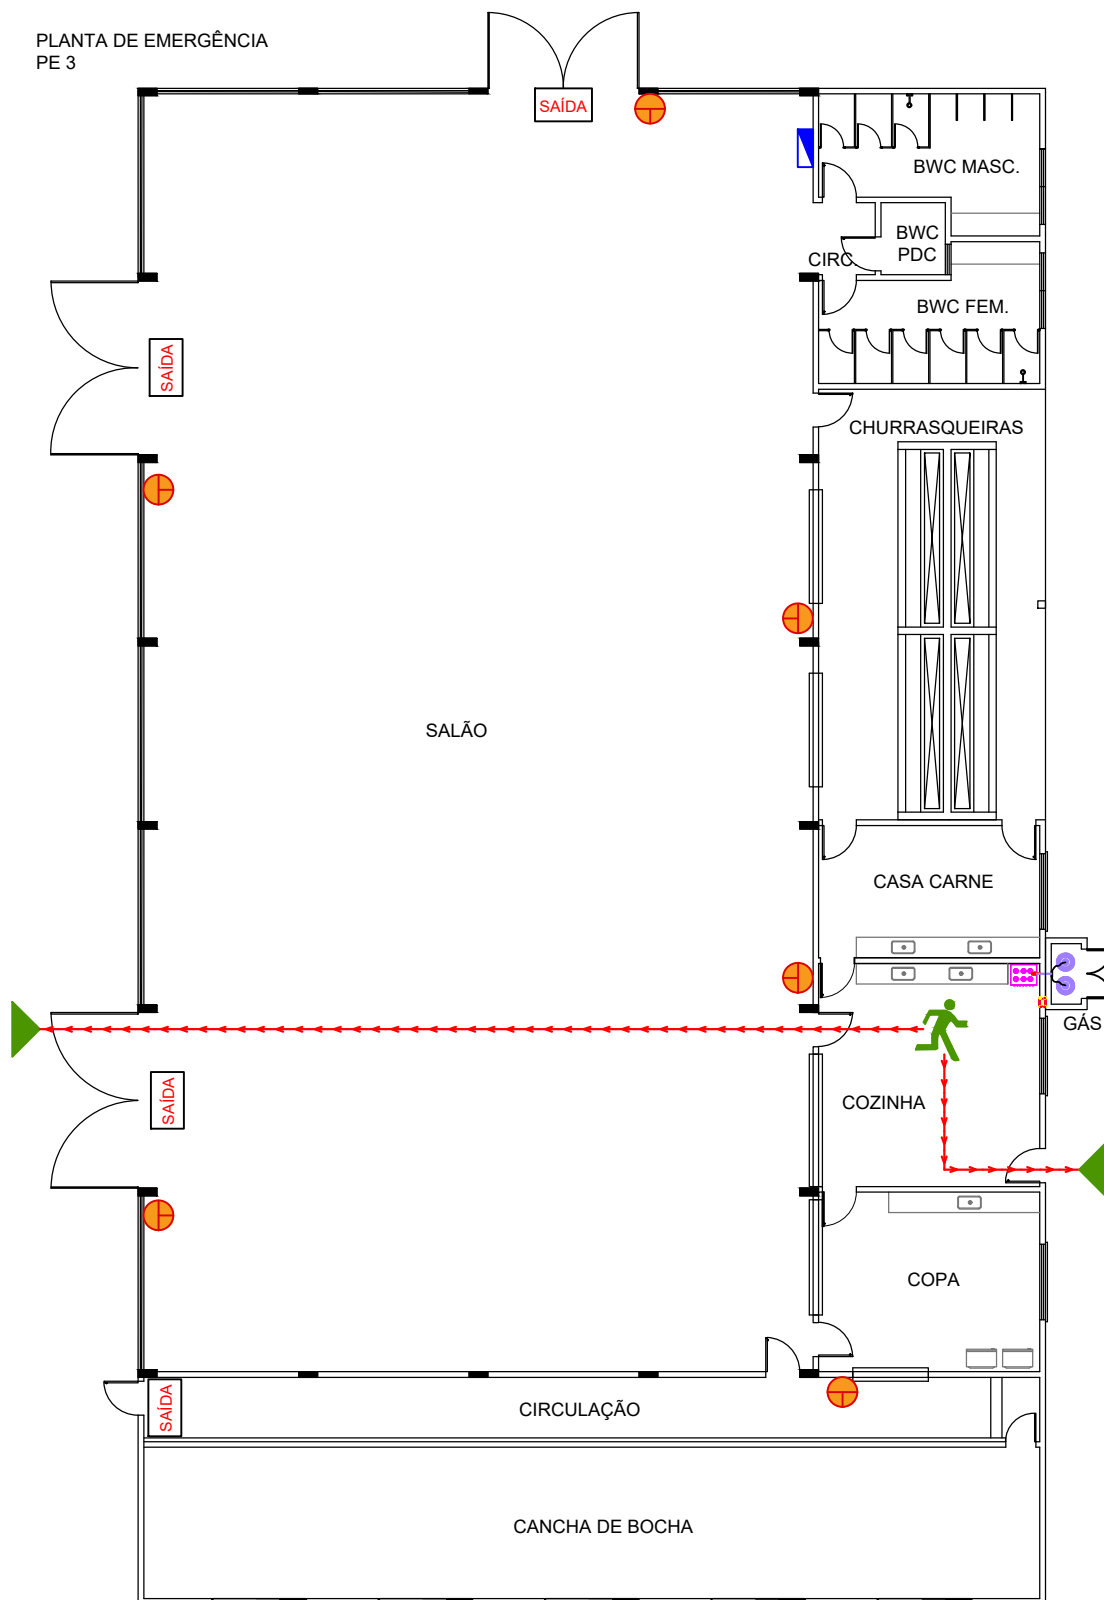 PLANTA DE EMERGÊNCIA
PE 3
SAÍDA
BWC MASC.
BWC
PDC
CIRC.
BWC FEM.
SAÍDA
CHURRASQUEIRAS
SALÃO
CASA CARNE
GÁS
SAÍDA
COZINHA
COPA
SAÍDA
CIRCULAÇÃO
CANCHA DE BOCHA